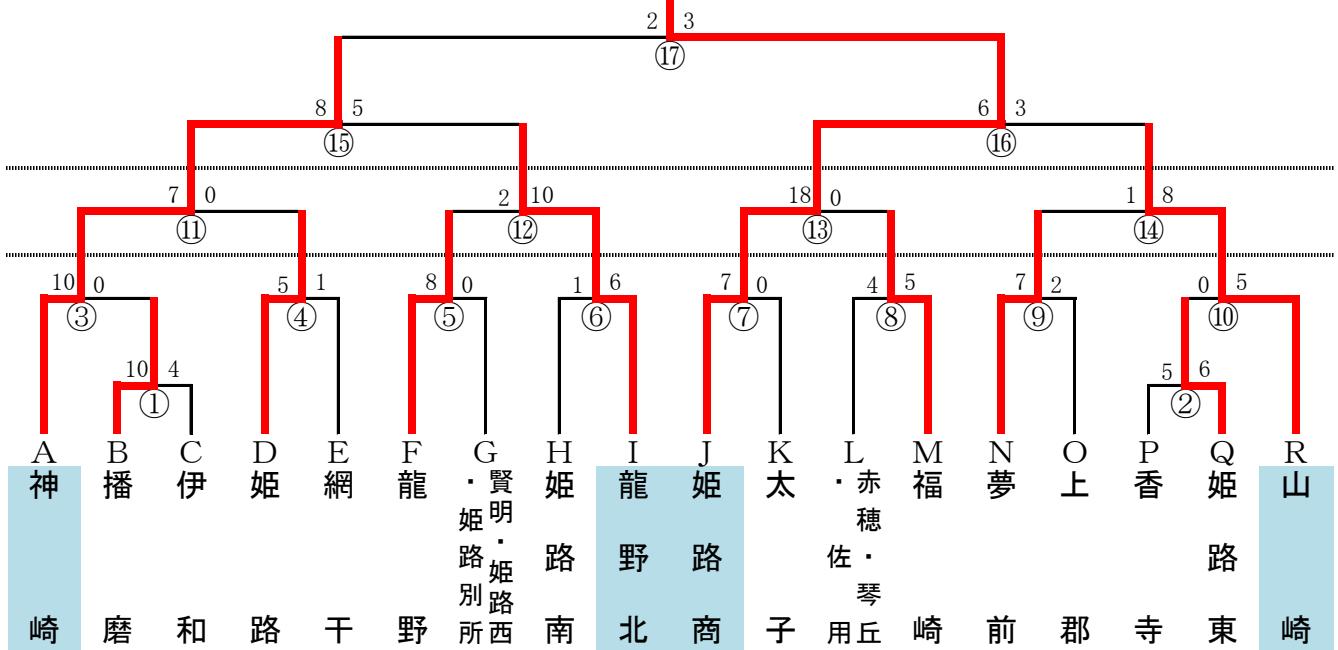 2 3
⑰
8 5
6 3
⑮
⑯
7 0
2 10
18 0
1 8
⑪
⑫
⑬
⑭
10 0
5 1
8 0
1 6
7 0
4 5
7 2
0 5
③
④
⑤
⑥
⑦
⑧
⑨
⑩
10 4
5 6
①
②
A B C D E F G H I J K L M N O P Q R
神崎
播磨
伊和
姫路
網干
龍野
賢明・姫路西
・姫路別所
姫路南
龍野北
姫路商
太子
赤穂・琴丘
・佐用
福崎
夢前
上郡
香寺
姫路東
山崎